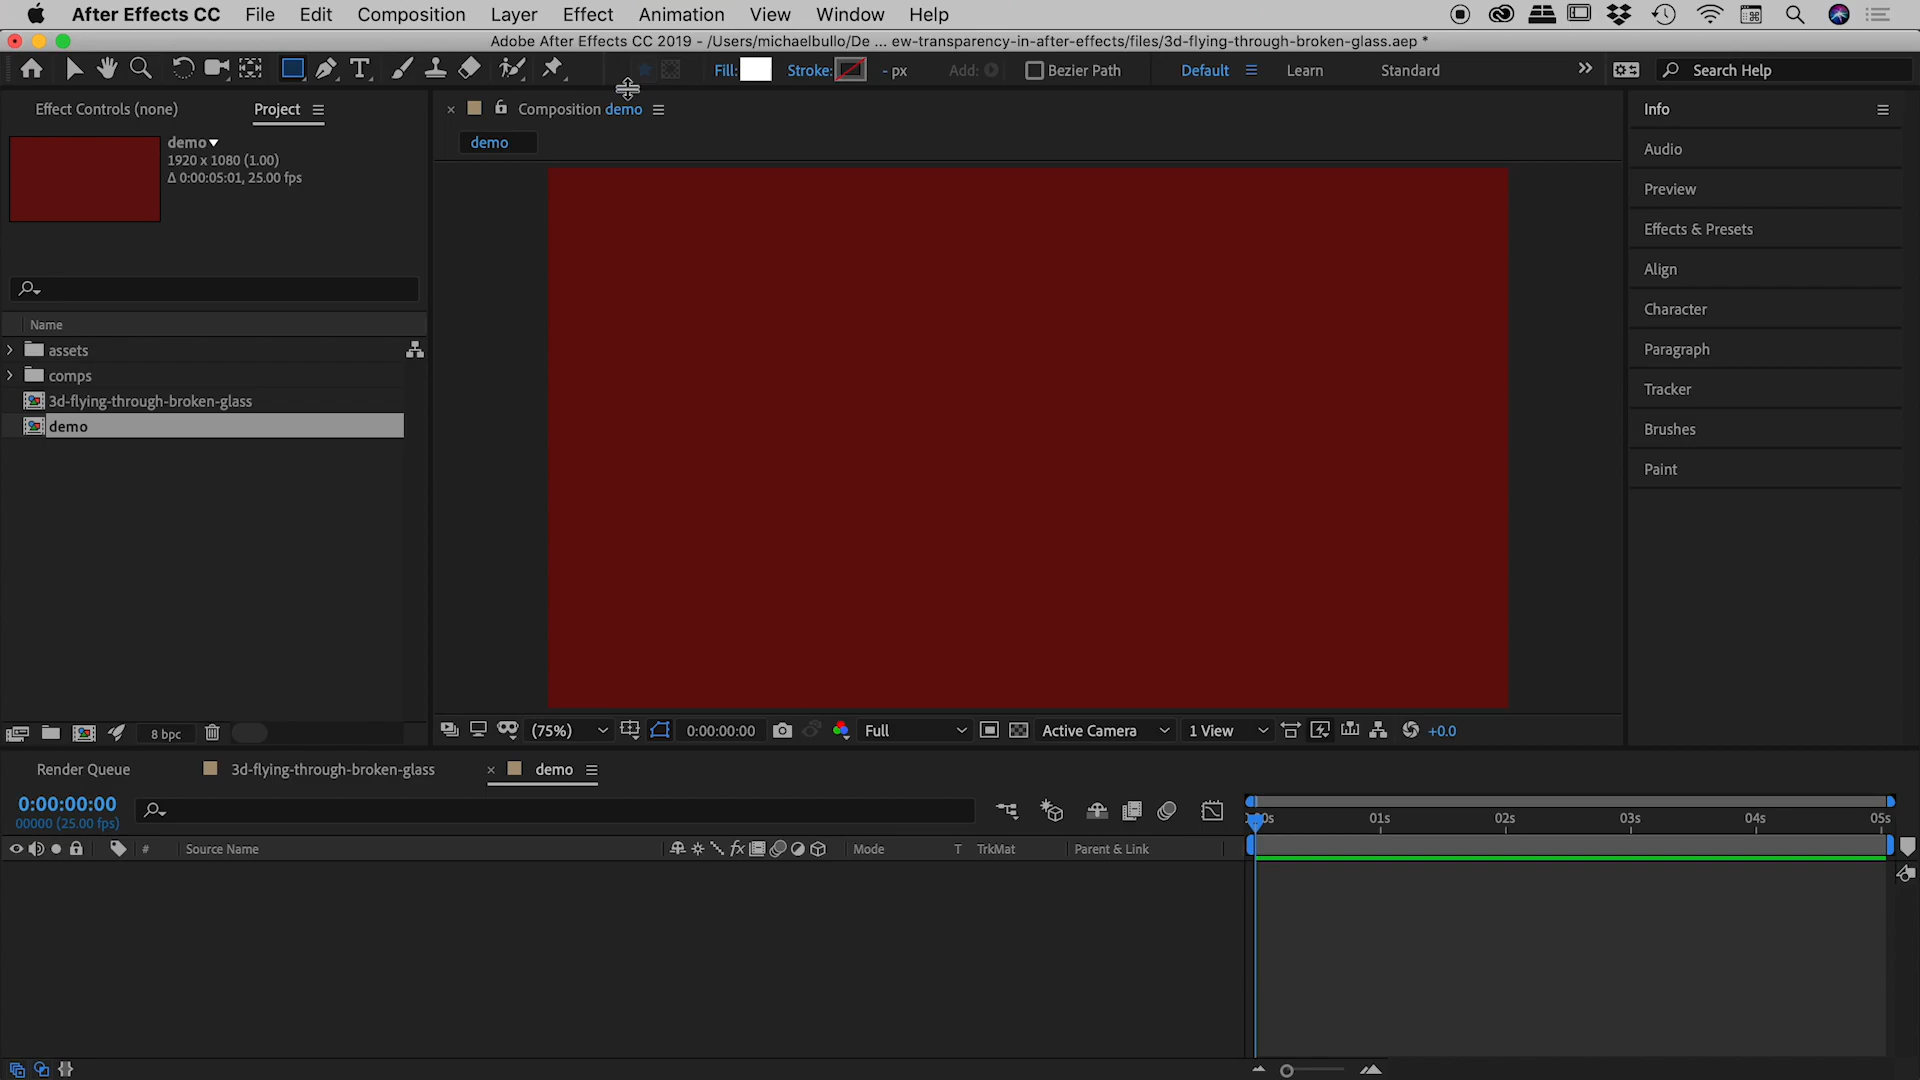 After Effects CC File Edit Composition Layer Effect Animation View Window Help
Adobe After Effects CC 2019 - /Users/michaelbullo/De ... ew-transparency-in-after-effects/files/3d-flying-through-broken-glass.aep *
Fill: Stroke: - px Add: Bezier Path Default Learn Standard Search Help
Effect Controls (none) Project
Composition demo
Info
demo
1920 x 1080 (1.00)
Δ 0:00:05:01, 25.00 fps
demo
Audio
Preview
Effects & Presets
Align
Character
Paragraph
Tracker
Brushes
Paint
Name
assets
comps
3d-flying-through-broken-glass
demo
8 bpc
(75%) 0:00:00:00 Full Active Camera 1 View +0.0
Render Queue 3d-flying-through-broken-glass demo
0:00:00:00
00000 (25.00 fps)
01s 02s 03s 04s 05s
# Source Name Mode T TrkMat Parent & Link